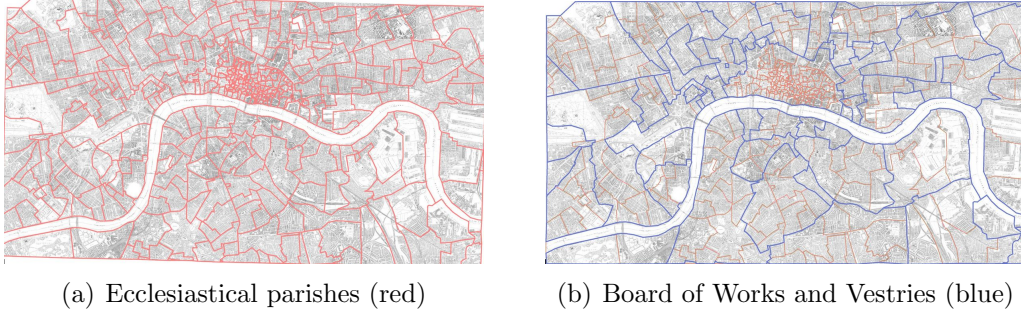 (a) Ecclesiastical parishes (red)
(b) Board of Works and Vestries (blue)